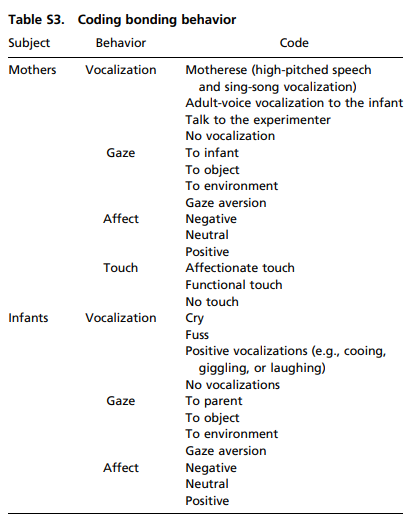 Table S3. Coding bonding behavior
Subject Behavior Code
Mothers Vocalization Motherese (high-pitched speech
and sing-song vocalization)
Adult-voice vocalization to the infant
Talk to the experimenter
No vocalization
Gaze To infant
To object
To environment
Gaze aversion
Affect Negative
Neutral
Positive
Touch Affectionate touch
Functional touch
No touch
Infants Vocalization Cry
Fuss
Positive vocalizations (e.g., cooing,
giggling, or laughing)
No vocalizations
Gaze To parent
To object
To environment
Gaze aversion
Affect Negative
Neutral
Positive